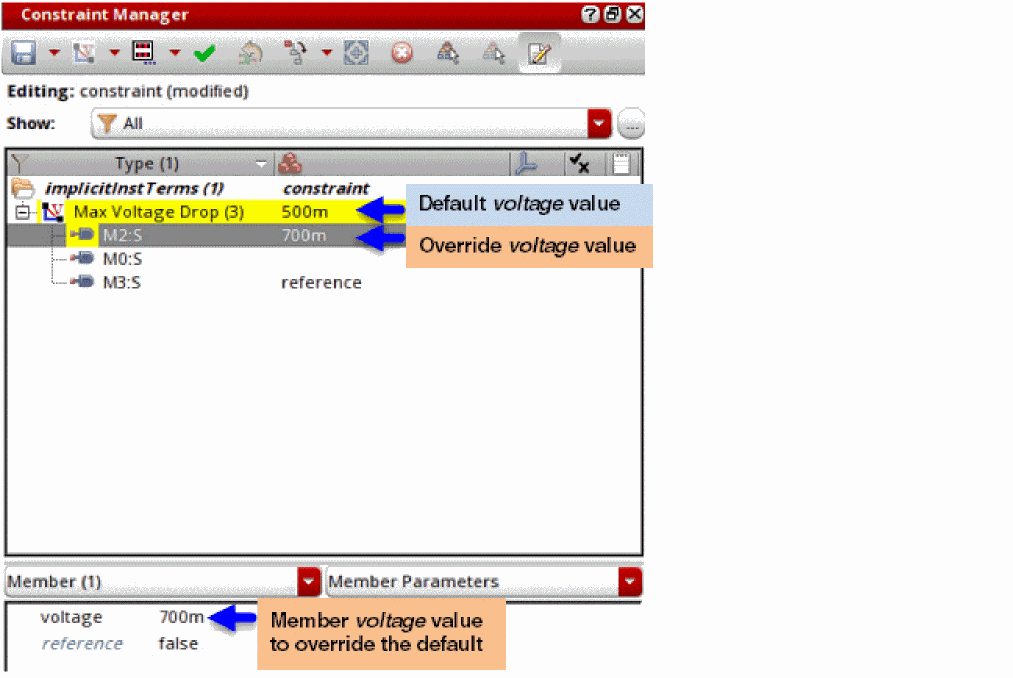 Constraint Manager
Editing: constraint (modified)
Show: All ...
Type (1)
implicitInstTerms (1) constraint
Max Voltage Drop (3) 500m Default voltage value
M2:S 700m Override voltage value
M0:S
M3:S reference
Member (1) Member Parameters
voltage 700m Member voltage value
reference false to override the default